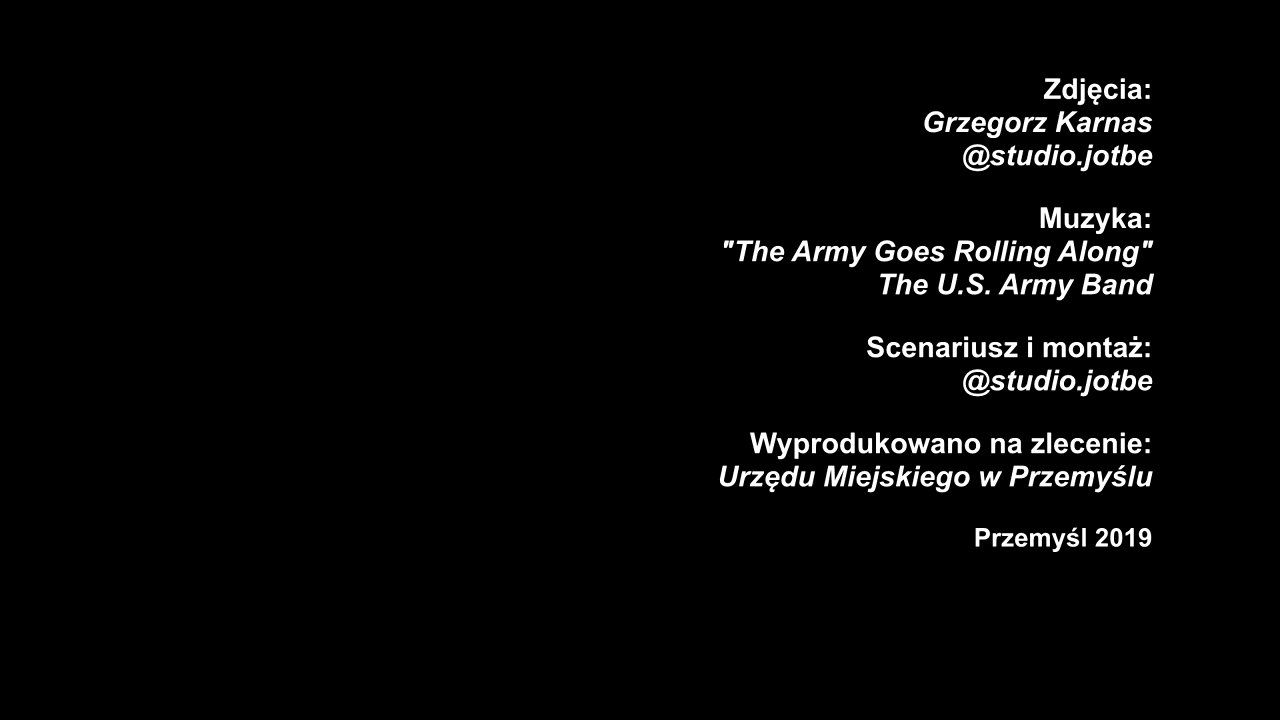 Zdjęcia:
Grzegorz Karnas
@studio.jotbe
Muzyka:
"The Army Goes Rolling Along"
The U.S. Army Band
Scenariusz i montaż:
@studio.jotbe
Wyprodukowano na zlecenie:
Urzędu Miejskiego w Przemyślu
Przemyśl 2019